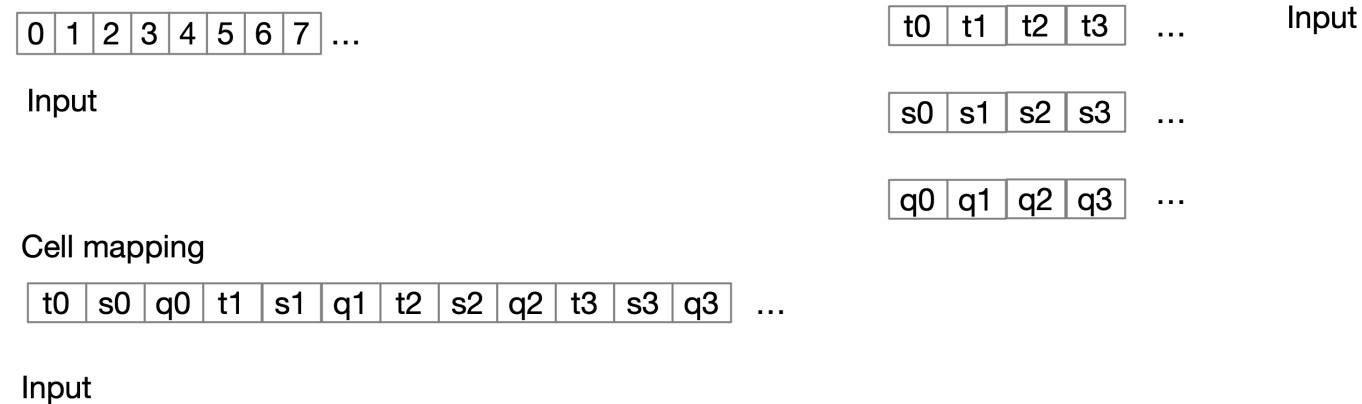 0 1 2 3 4 5 6 7 ...
Input
t0 t1 t2 t3 ...
Input
s0 s1 s2 s3 ...
q0 q1 q2 q3 ...
Cell mapping
t0 s0 q0 t1 s1 q1 t2 s2 q2 t3 s3 q3 ...
Input